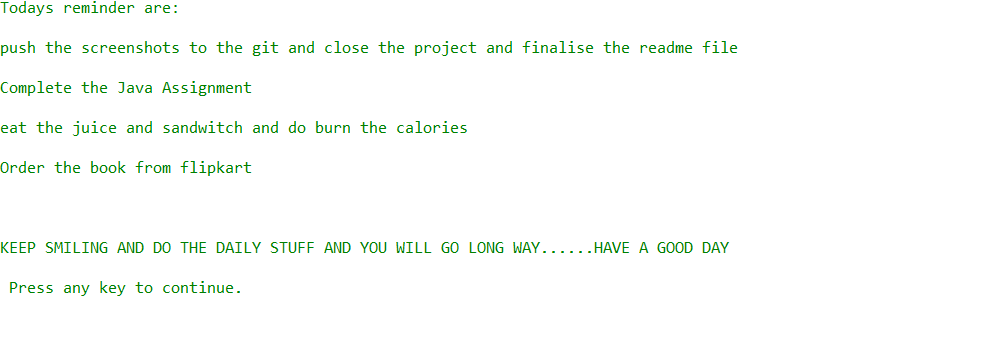 Todays reminder are:
push the screenshots to the git and close the project and finalise the readme file
Complete the Java Assignment
eat the juice and sandwitch and do burn the calories
Order the book from flipkart
KEEP SMILING AND DO THE DAILY STUFF AND YOU WILL GO LONG WAY......HAVE A GOOD DAY
Press any key to continue.